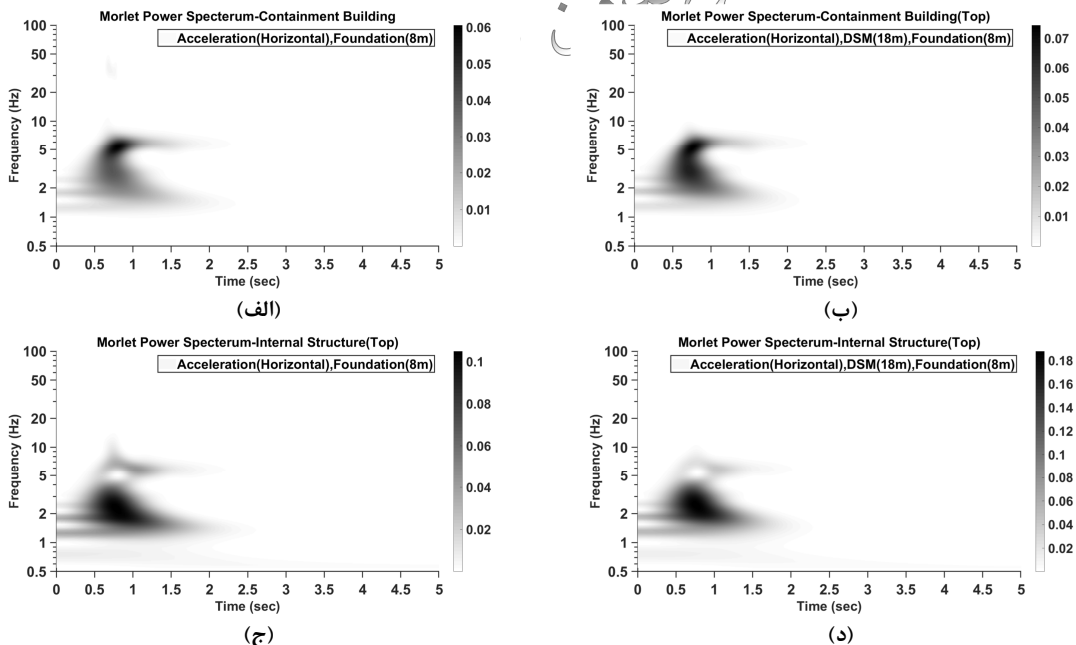 Morlet Power Specterum-Containment Building
Acceleration(Horizontal),Foundation(8m)
100
50
20
10
5
2
1
0.5
Frequency (Hz)
0 0.5 1 1.5 2 2.5 3 3.5 4 4.5 5
Time (sec)
0.06
0.05
0.04
0.03
0.02
0.01
(الف)
Morlet Power Specterum-Containment Building(Top)
Acceleration(Horizontal),DSM(18m),Foundation(8m)
100
50
20
10
5
2
1
0.5
Frequency (Hz)
0 0.5 1 1.5 2 2.5 3 3.5 4 4.5 5
Time (sec)
0.07
0.06
0.05
0.04
0.03
0.02
0.01
(ب)
Morlet Power Specterum-Internal Structure(Top)
Acceleration(Horizontal),Foundation(8m)
100
50
20
10
5
2
1
0.5
Frequency (Hz)
0 0.5 1 1.5 2 2.5 3 3.5 4 4.5 5
Time (sec)
0.1
0.08
0.06
0.04
0.02
(ج)
Morlet Power Specterum-Internal Structure(Top)
Acceleration(Horizontal),DSM(18m),Foundation(8m)
100
50
20
10
5
2
1
0.5
Frequency (Hz)
0 0.5 1 1.5 2 2.5 3 3.5 4 4.5 5
Time (sec)
0.18
0.16
0.14
0.12
0.1
0.08
0.06
0.04
0.02
(د)